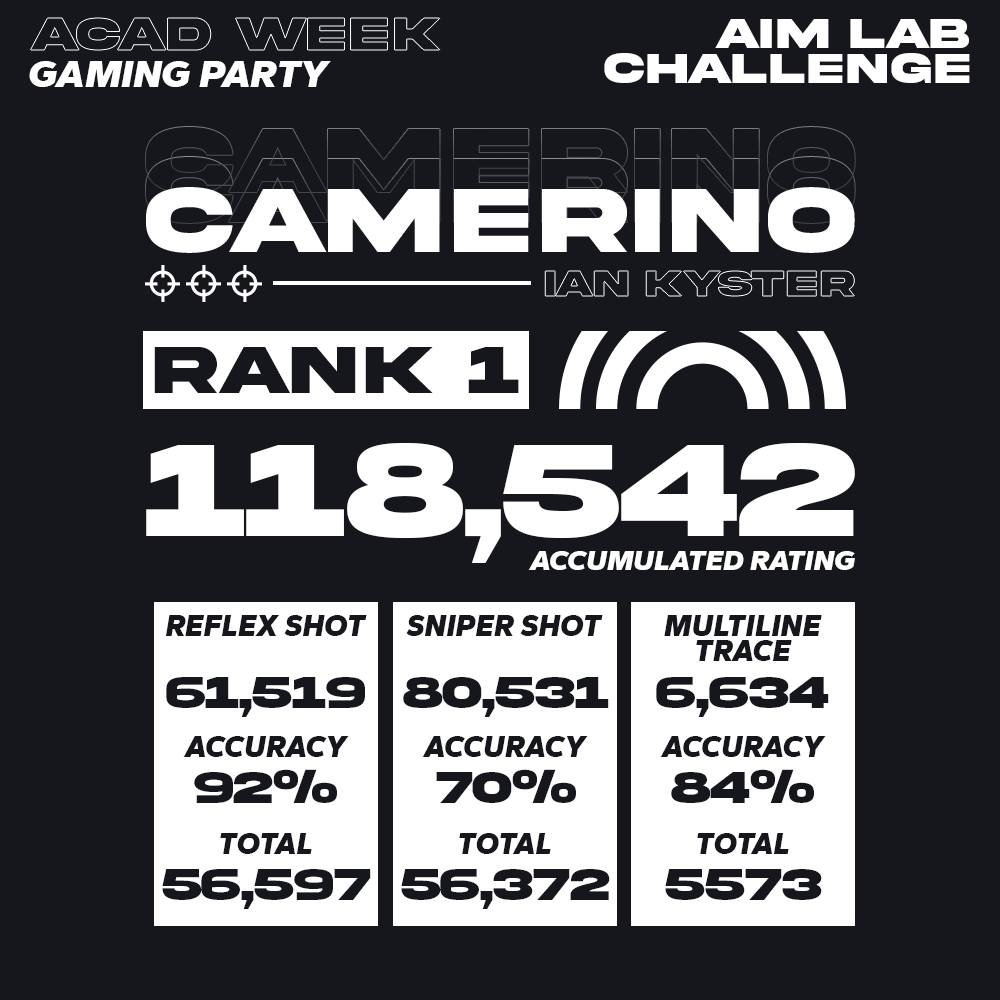 ACAD WEEK
GAMING PARTY
AIM LAB
CHALLENGE
CAMERINO
CAMERINO
CAMERINO
IAN KYSTER
RANK 1
118,542
ACCUMULATED RATING
REFLEX SHOT
61,519
ACCURACY
92%
TOTAL
56,597
SNIPER SHOT
80,531
ACCURACY
70%
TOTAL
56,372
MULTILINE
TRACE
6,634
ACCURACY
84%
TOTAL
5573